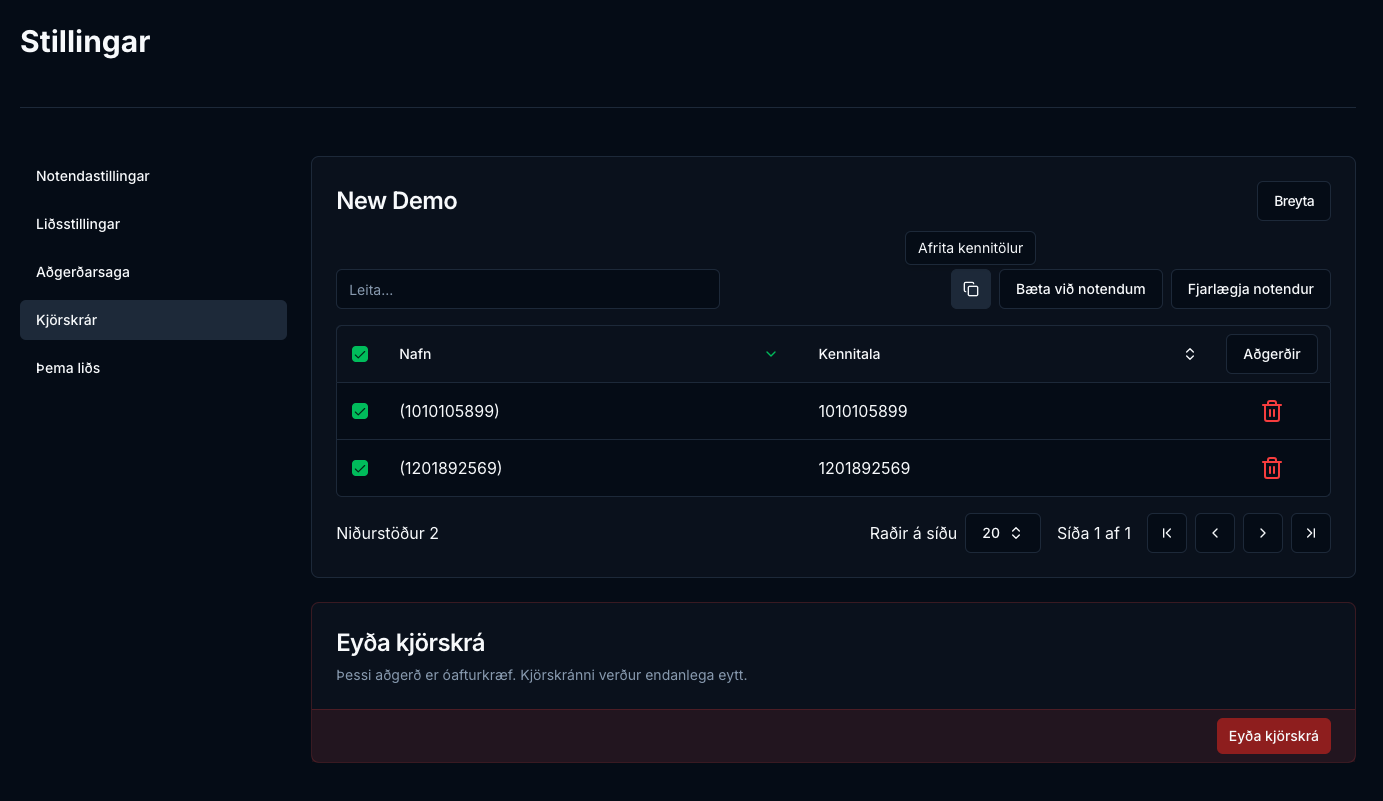 Stillingar
Notendastillingar
Liðsstillingar
Aðgerðarsaga
Kjörskrár
Þema liðs
New Demo
Breyta
Afrita kennitölur
Leita...
Bæta við notendum
Fjarlægja notendur
Nafn
Kennitala
Aðgerðir
(1010105899)
1010105899
(1201892569)
1201892569
Niðurstöður 2
Raðir á síðu
20
Síða 1 af 1
Eyða kjörskrá
Þessi aðgerð er óafturkræf. Kjörskránni verður endanlega eytt.
Eyða kjörskrá